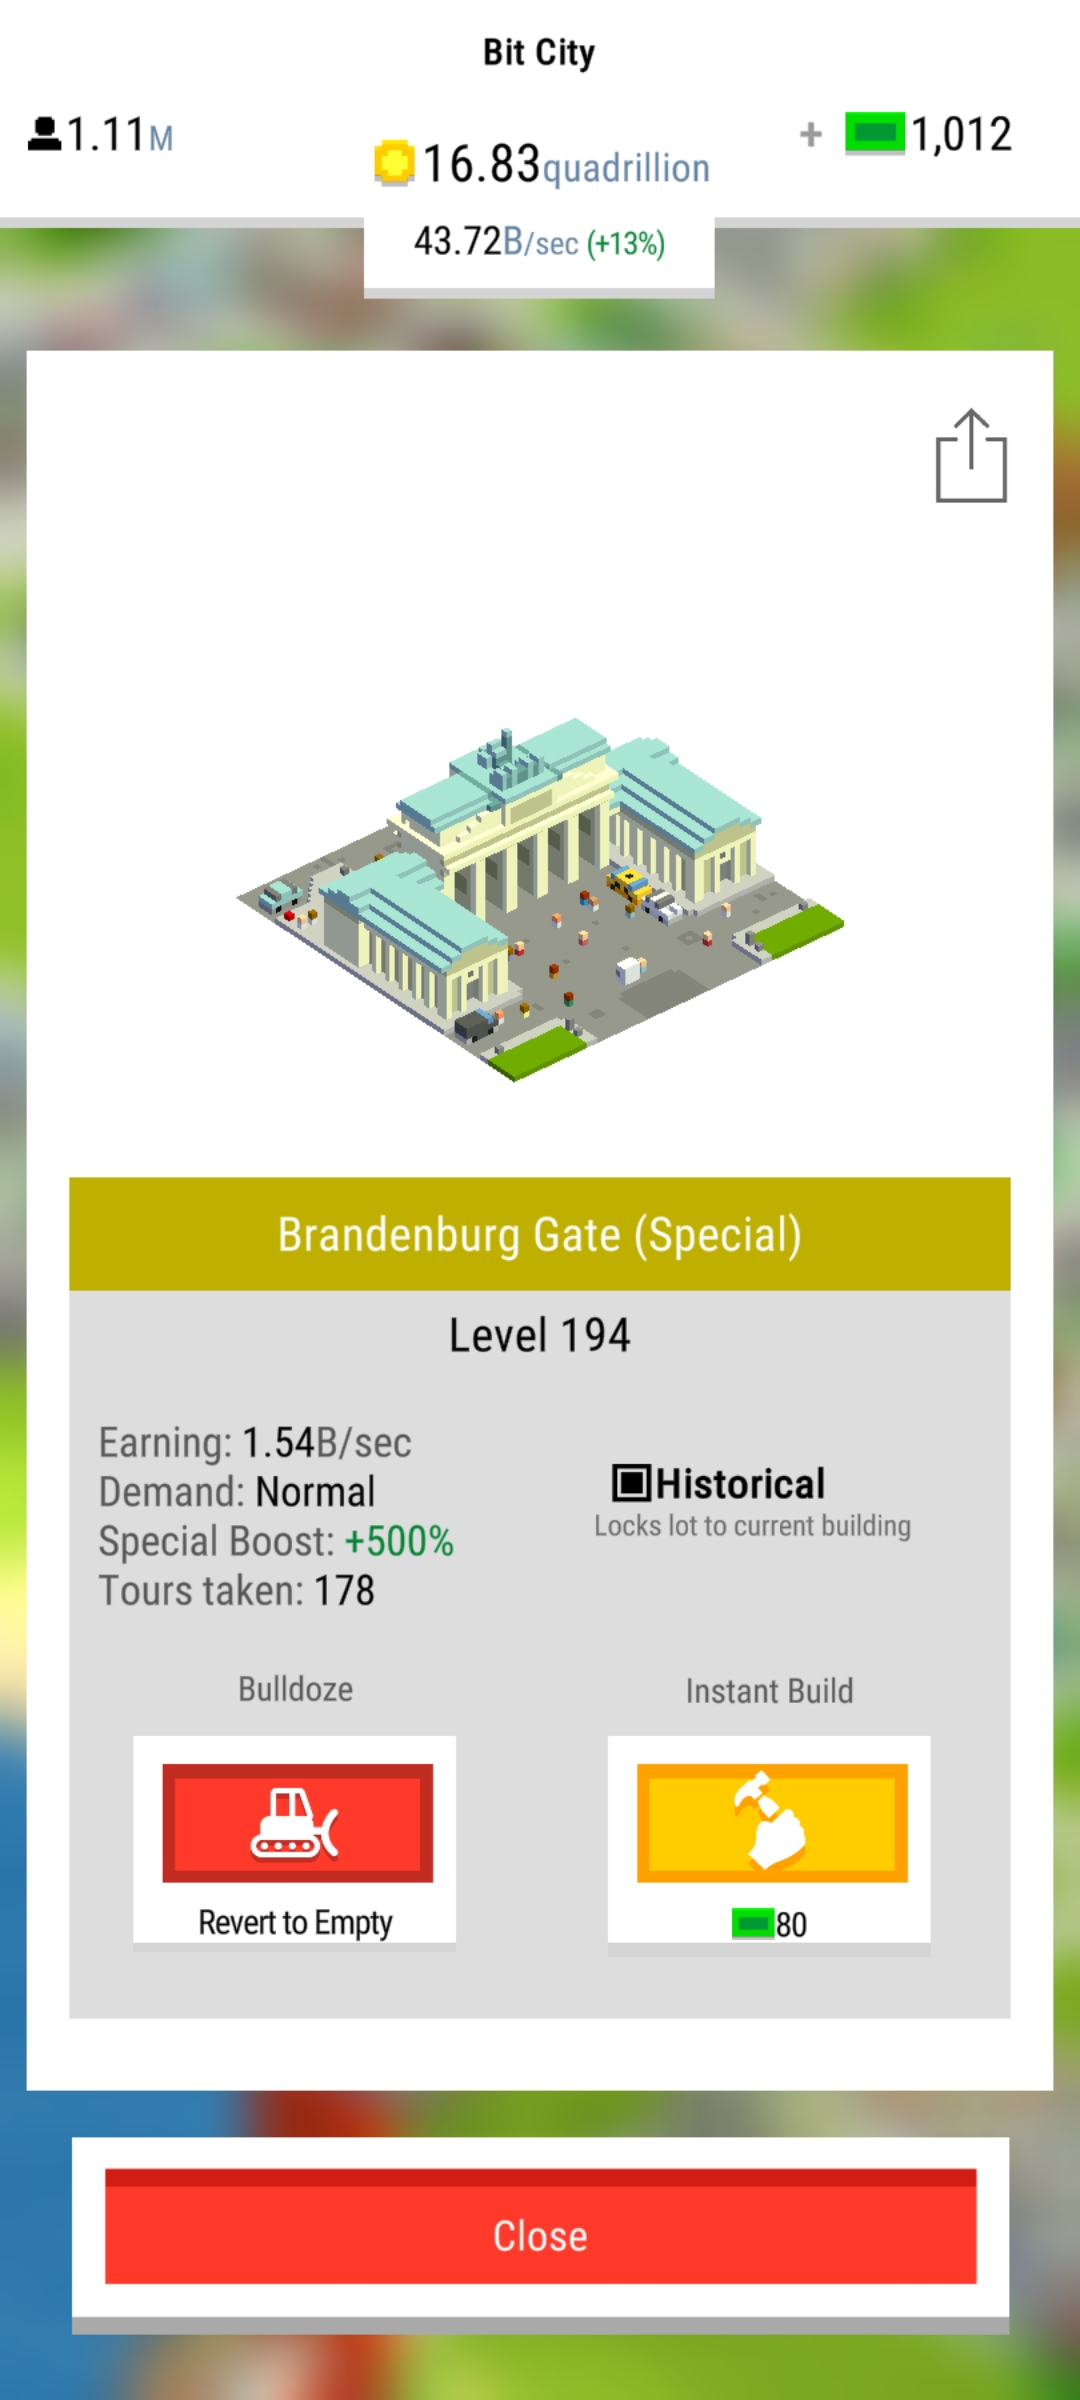 Bit City
1.11M
16.83quadrillion
+ 1,012
43.72B/sec (+13%)
Brandenburg Gate (Special)
Level 194
Earning: 1.54B/sec
Demand: Normal
Special Boost: +500%
Tours taken: 178
Historical
Locks lot to current building
Bulldoze
Instant Build
Revert to Empty
80
Close